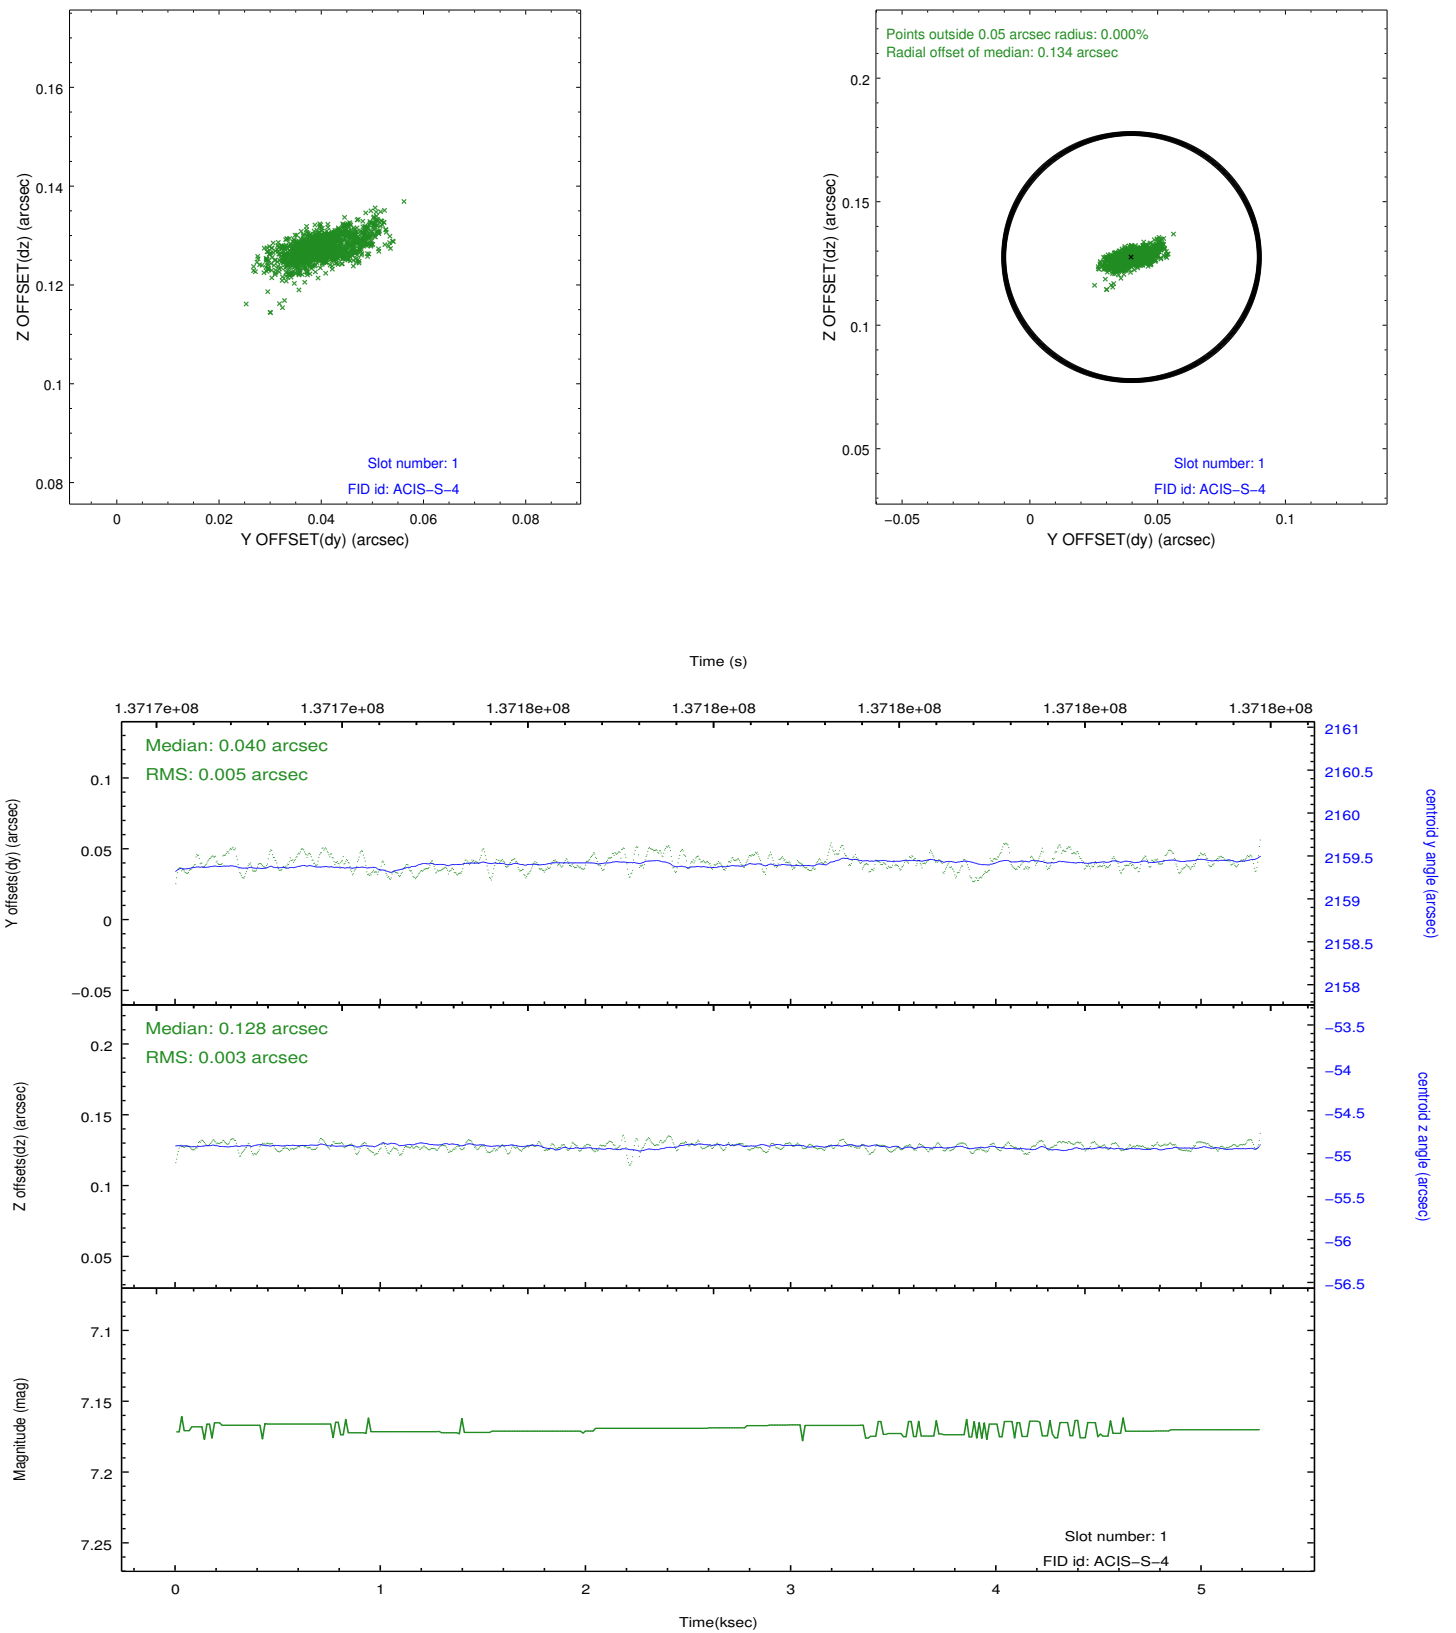 0.16
0.14
0.12
0.1
0.08
Z OFFSET(dz) (arcsec)
Slot number: 1
FID id: ACIS−S−4
0
0.02
0.04
0.06
0.08
Y OFFSET(dy) (arcsec)
Points outside 0.05 arcsec radius: 0.000%
Radial offset of median: 0.134 arcsec
0.2
0.15
0.1
0.05
Z OFFSET(dz) (arcsec)
Slot number: 1
FID id: ACIS−S−4
−0.05
0
0.05
0.1
Y OFFSET(dy) (arcsec)
Time (s)
1.3717e+08
1.3717e+08
1.3718e+08
1.3718e+08
1.3718e+08
1.3718e+08
1.3718e+08
Median: 0.040 arcsec
RMS: 0.005 arcsec
0.1
0.05
0
−0.05
Y offsets(dy) (arcsec)
2161
2160.5
2160
2159.5
2159
2158.5
2158
centroid y angle (arcsec)
Median: 0.128 arcsec
RMS: 0.003 arcsec
0.2
0.15
0.1
0.05
Z offsets(dz) (arcsec)
−53.5
−54
−54.5
−55
−55.5
−56
−56.5
centroid z angle (arcsec)
7.1
7.15
7.2
7.25
Magnitude (mag)
Slot number: 1
FID id: ACIS−S−4
0
1
2
3
4
5
Time(ksec)